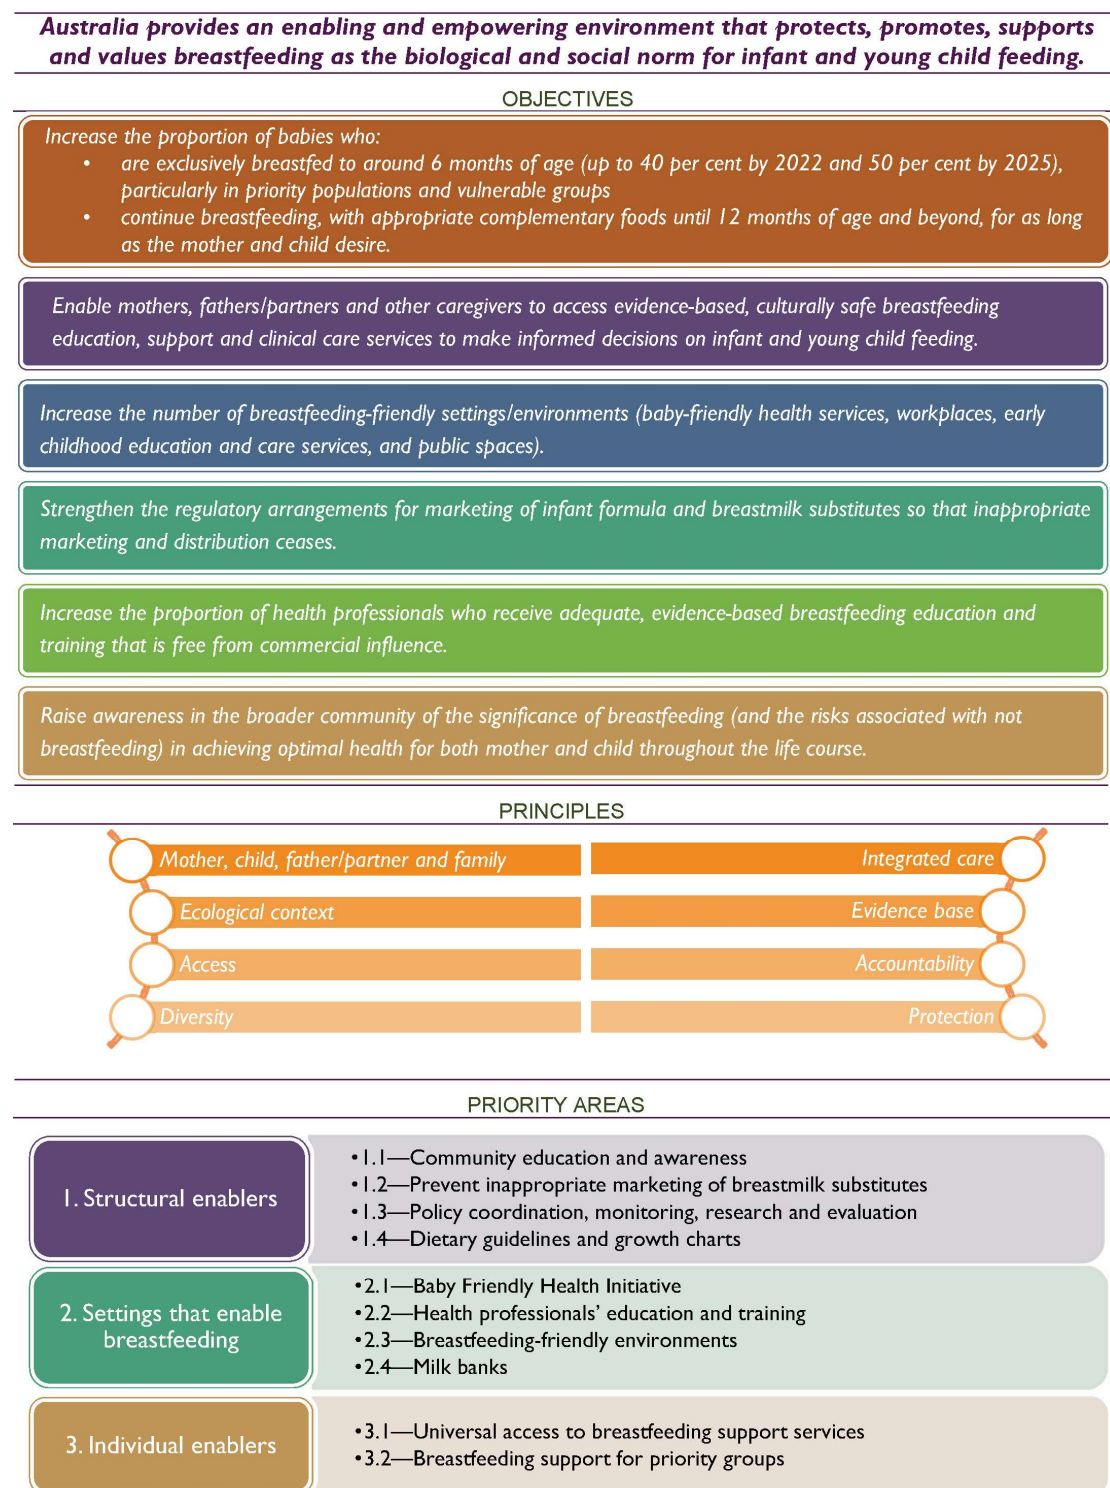 Australia provides an enabling and empowering environment that protects, promotes, supports
and values breastfeeding as the biological and social norm for infant and young child feeding.
OBJECTIVES
Increase the proportion of babies who:
• are exclusively breastfed to around 6 months of age (up to 40 per cent by 2022 and 50 per cent by 2025),
particularly in priority populations and vulnerable groups
• continue breastfeeding, with appropriate complementary foods until 12 months of age and beyond, for as long
as the mother and child desire.
Enable mothers, fathers/partners and other caregivers to access evidence-based, culturally safe breastfeeding
education, support and clinical care services to make informed decisions on infant and young child feeding.
Increase the number of breastfeeding-friendly settings/environments (baby-friendly health services, workplaces, early
childhood education and care services, and public spaces).
Strengthen the regulatory arrangements for marketing of infant formula and breastmilk substitutes so that inappropriate
marketing and distribution ceases.
Increase the proportion of health professionals who receive adequate, evidence-based breastfeeding education and
training that is free from commercial influence.
Raise awareness in the broader community of the significance of breastfeeding (and the risks associated with not
breastfeeding) in achieving optimal health for both mother and child throughout the life course.
PRINCIPLES
Mother, child, father/partner and family
Integrated care
Ecological context
Evidence base
Access
Accountability
Diversity
Protection
PRIORITY AREAS
1. Structural enablers
•1.1—Community education and awareness
•1.2—Prevent inappropriate marketing of breastmilk substitutes
•1.3—Policy coordination, monitoring, research and evaluation
•1.4—Dietary guidelines and growth charts
2. Settings that enable
breastfeeding
•2.1—Baby Friendly Health Initiative
•2.2—Health professionals’ education and training
•2.3—Breastfeeding-friendly environments
•2.4—Milk banks
3. Individual enablers
•3.1—Universal access to breastfeeding support services
•3.2—Breastfeeding support for priority groups